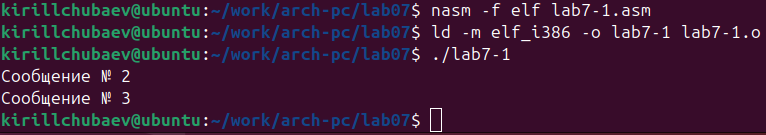 kirillchubaev@ubuntu:~/work/arch-pc/lab07$ nasm -f elf lab7-1.asm
kirillchubaev@ubuntu:~/work/arch-pc/lab07$ ld -m elf_i386 -o lab7-1 lab7-1.o
kirillchubaev@ubuntu:~/work/arch-pc/lab07$ ./lab7-1
Сообщение № 2
Сообщение № 3
kirillchubaev@ubuntu:~/work/arch-pc/lab07$